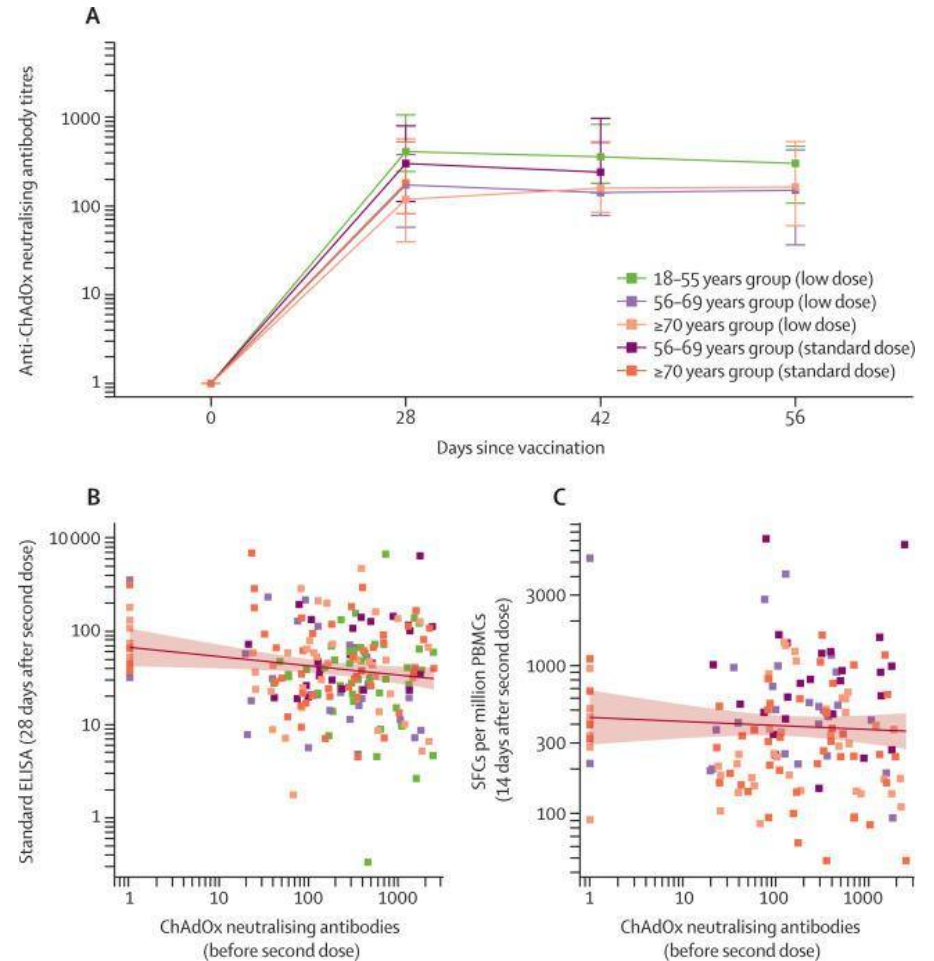 A
Anti-ChAdOx neutralising antibody titres
1000
100
10
1
0
28
42
56
Days since vaccination
18–55 years group (low dose)
56–69 years group (low dose)
≥70 years group (low dose)
56–69 years group (standard dose)
≥70 years group (standard dose)
B
Standard ELISA (28 days after second dose)
10 000
100
100
10
1
1
10
100
1000
ChAdOx neutralising antibodies
(before second dose)
C
SFCs per million PBMCs
(14 days after second dose)
3000
1000
300
100
1
10
100
1000
ChAdOx neutralising antibodies
(before second dose)